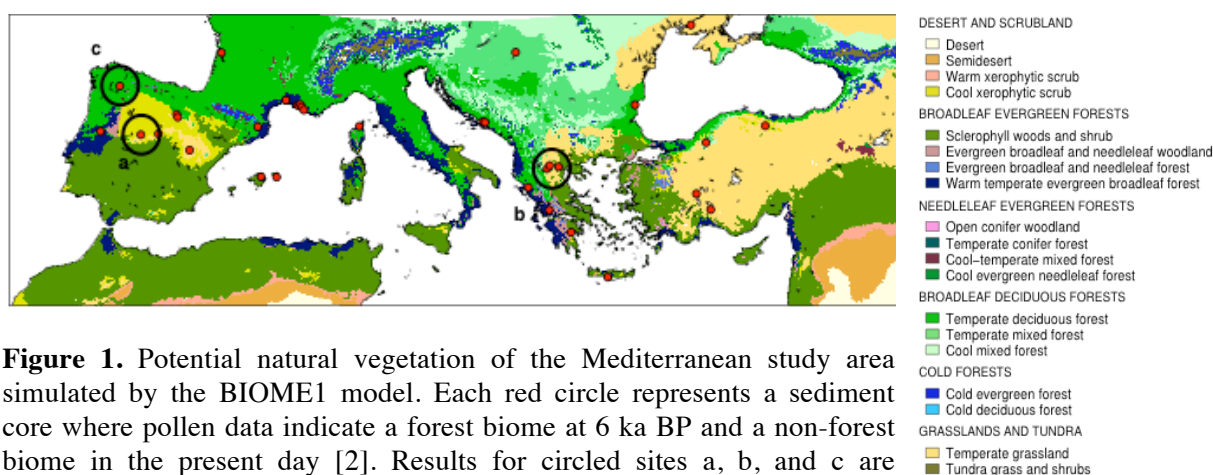 c
a
b
DESERT AND SCRUBLAND
Desert
Semidesert
Warm xerophytic scrub
Cool xerophytic scrub
BROADLEAF EVERGREEN FORESTS
Sclerophyll woods and shrub
Evergreen broadleaf and needleleaf woodland
Evergreen broadleaf and needleleaf forest
Warm temperate evergreen broadleaf forest
NEEDLELEAF EVERGREEN FORESTS
Open conifer woodland
Temperate conifer forest
Cool-temperate mixed forest
Cool evergreen needleleaf forest
BROADLEAF DECIDUOUS FORESTS
Temperate deciduous forest
Temperate mixed forest
Cool mixed forest
COLD FORESTS
Cold evergreen forest
Cold deciduous forest
GRASSLANDS AND TUNDRA
Temperate grassland
Tundra grass and shrubs
Figure 1. Potential natural vegetation of the Mediterranean study area
simulated by the BIOME1 model. Each red circle represents a sediment
core where pollen data indicate a forest biome at 6 ka BP and a non-forest
biome in the present day [2]. Results for circled sites a, b, and c are